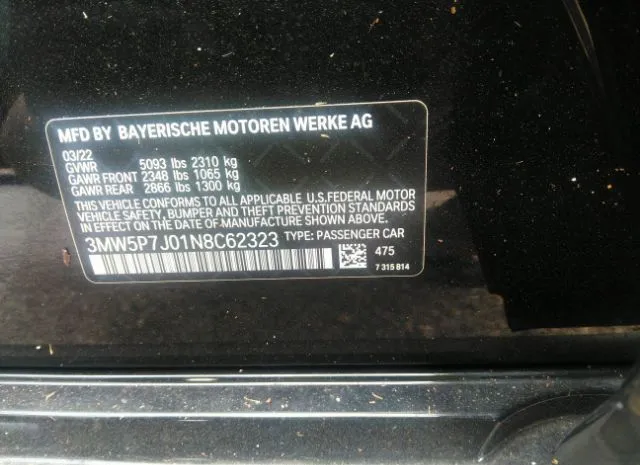 MFD BY BAYERISCHE MOTOREN WERKE AG
03/22
GVWR 5093 lbs 2310 kg
GAWR FRONT 2348 lbs 1065 kg
GAWR REAR 2866 lbs 1300 kg
THIS VEHICLE CONFORMS TO ALL APPLICABLE U.S.FEDERAL MOTOR
VEHICLE SAFETY, BUMPER AND THEFT PREVENTION STANDARDS
IN EFFECT ON THE DATE OF MANUFACTURE SHOWN ABOVE.
3MW5P7J01N8C62323 TYPE: PASSENGER CAR
475
7 315 814